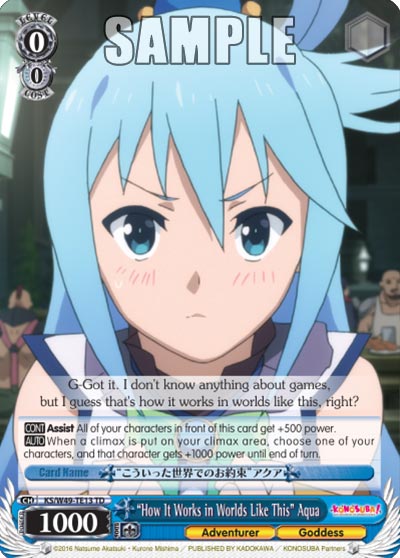 SAMPLE
0
LEVEL
0
COST
G-Got it. I don't know anything about games,
but I guess that's how it works in worlds like this, right?
CONT Assist All of your characters in front of this card get +500 power.
AUTO When a climax is put on your climax area, choose one of your
characters, and that character gets +1000 power until end of turn.
Card Name “こういった世界でのお約束”アクア
CH KS/W49-TE13 TD
"How It Works in Worlds Like This" Aqua
KONOSUBA!
POWER 1000
Adventurer Goddess
©2016 Natsume Akatsuki・Kurone Mishima / PUBLISHED BY KADOKAWA / KONOSUBA Partners